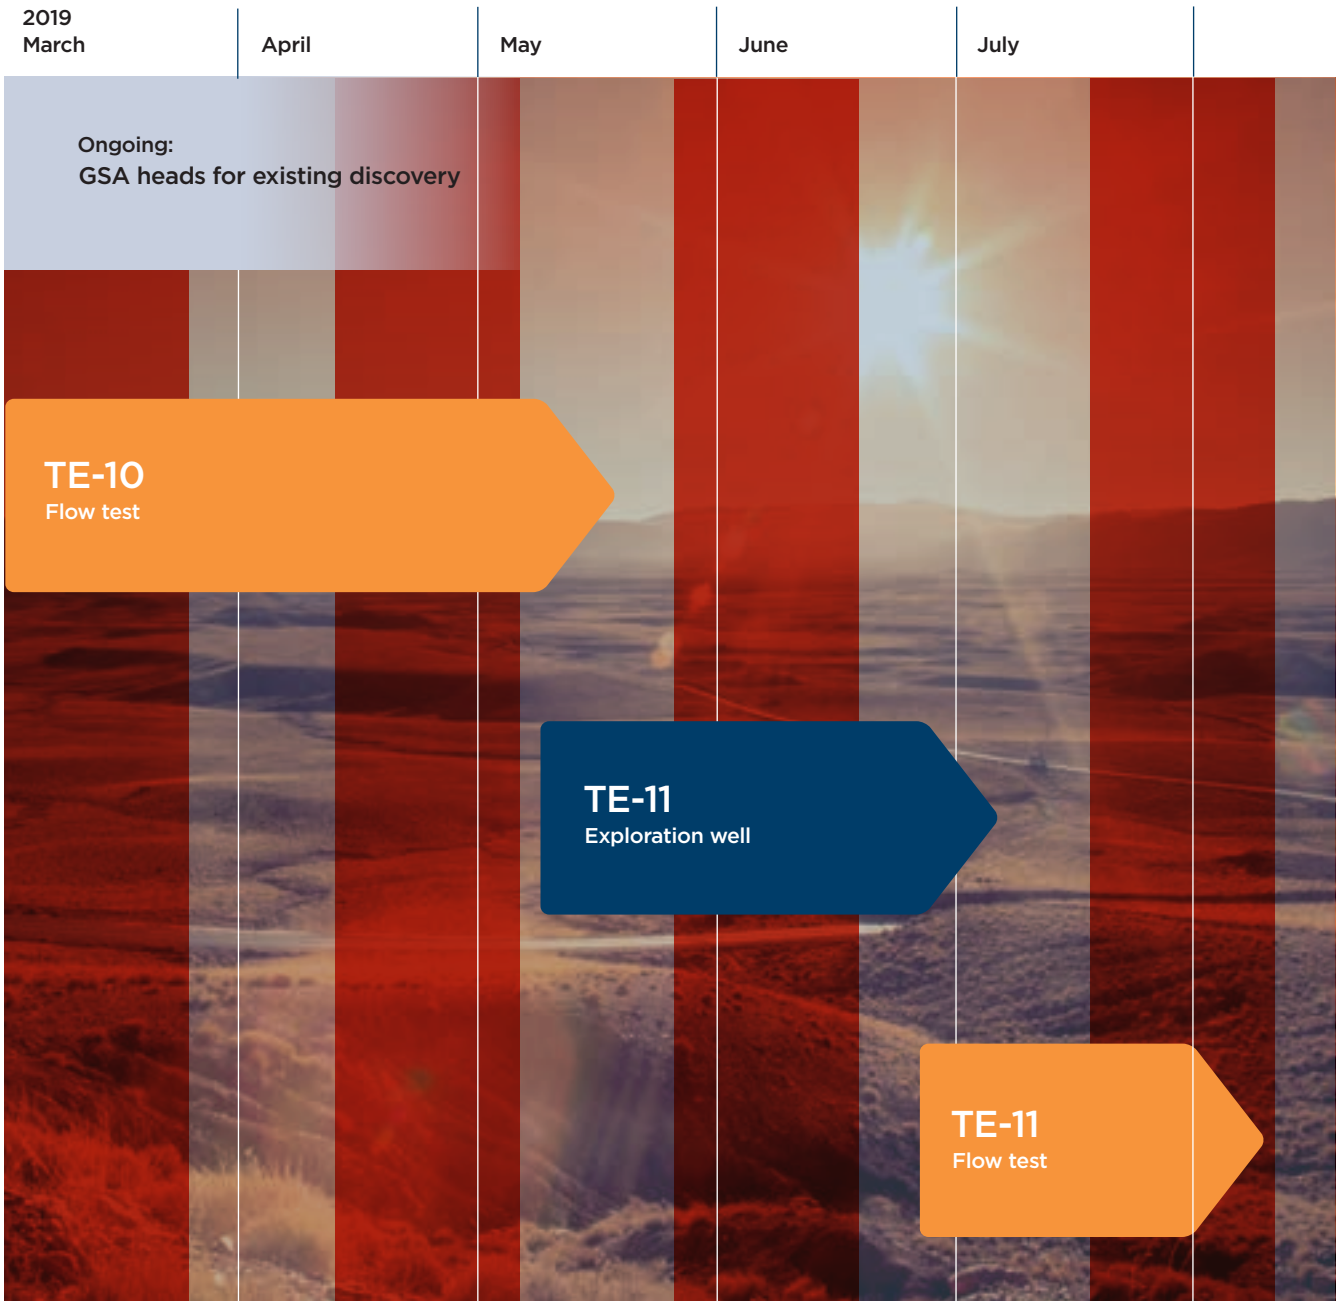 2019
March
April
May
June
July
Ongoing:
GSA heads for existing discovery
TE-10
Flow test
TE-11
Exploration well
TE-11
Flow test